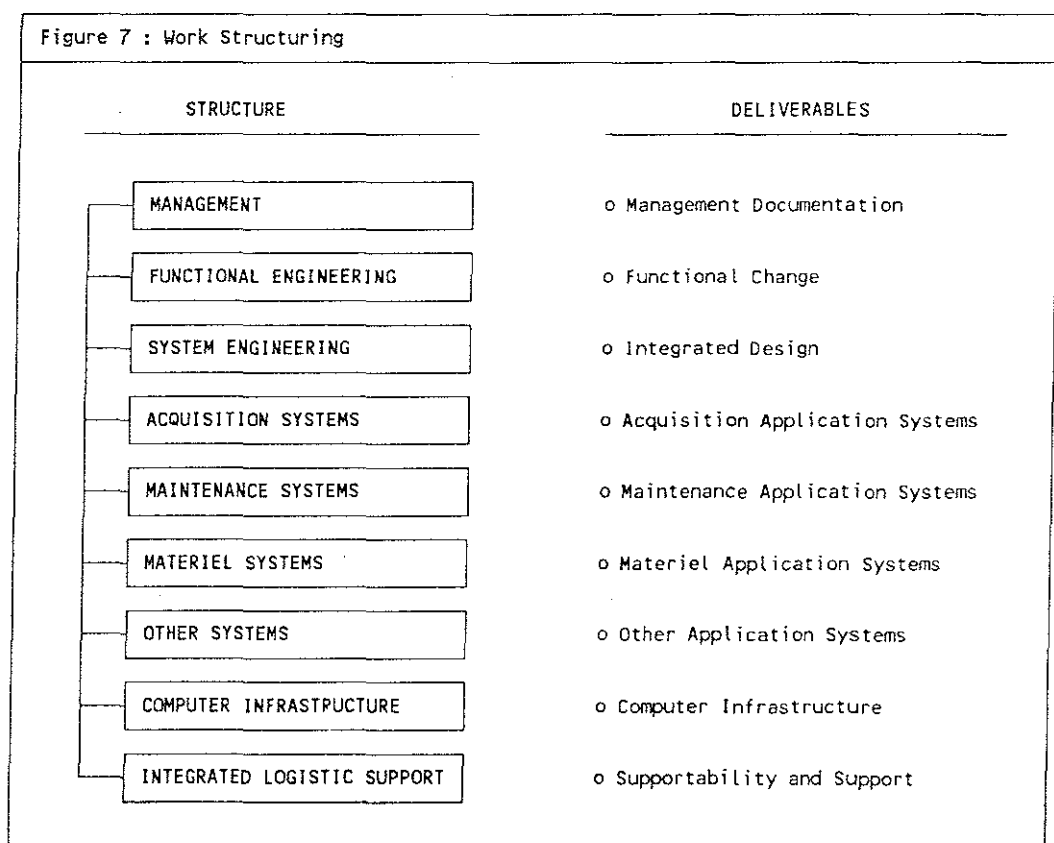 Figure 7 : Work Structuring
STRUCTURE DELIVERABLES
MANAGEMENT o Management Documentation
FUNCTIONAL ENGINEERING o Functional Change
SYSTEM ENGINEERING o Integrated Design
ACQUISITION SYSTEMS o Acquisition Application Systems
MAINTENANCE SYSTEMS o Maintenance Application Systems
MATERIEL SYSTEMS o Materiel Application Systems
OTHER SYSTEMS o Other Application Systems
COMPUTER INFRASTPUCTURE o Computer Infrastructure
INTEGRATED LOGISTIC SUPPORT o Supportability and Support